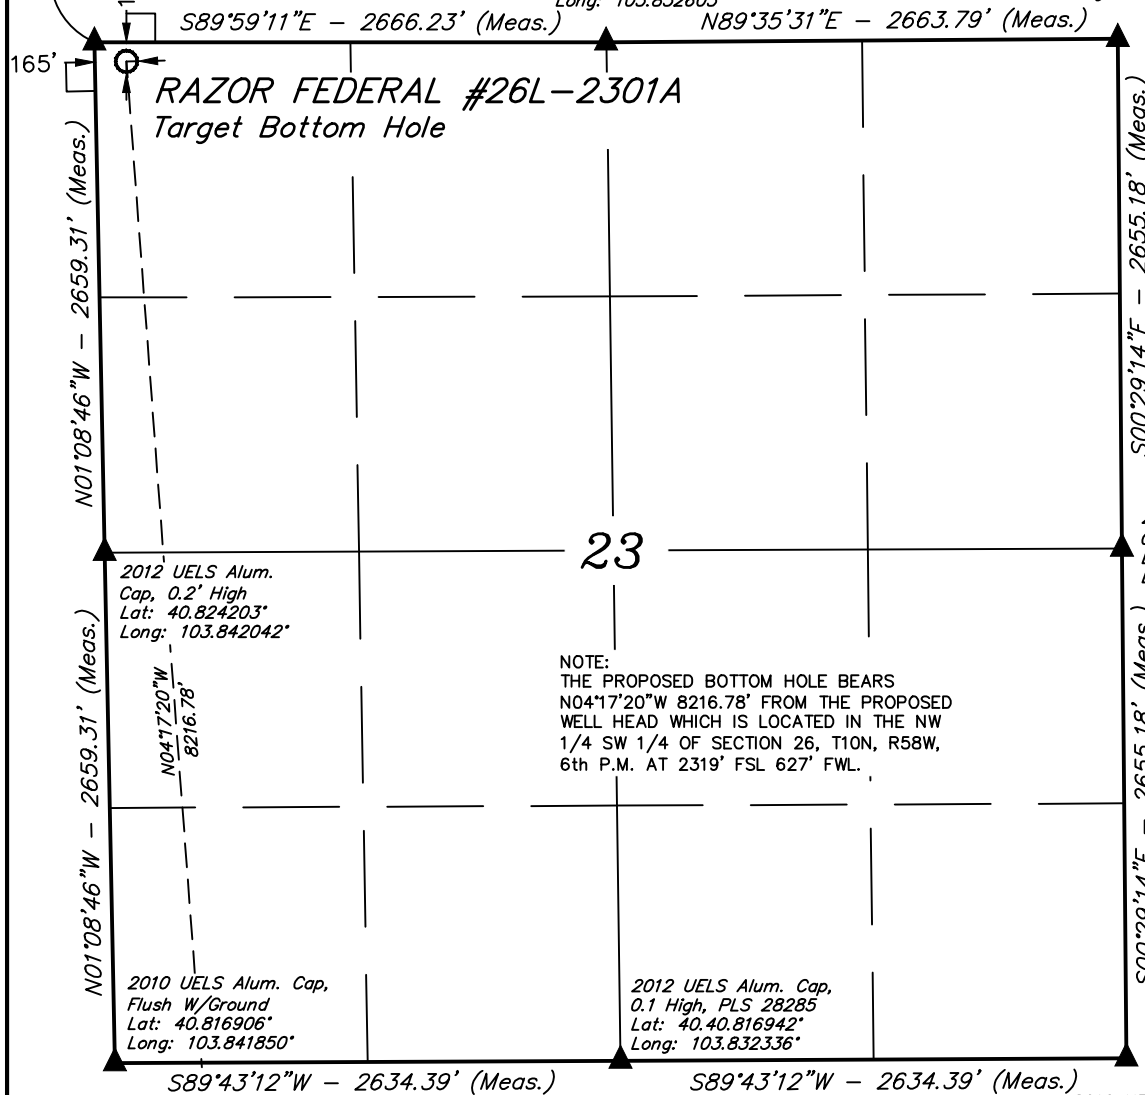 Long: 103.832605°
S89°59'11"E - 2666.23' (Meas.)
N89°35'31"E - 2663.79' (Meas.)
165'
RAZOR FEDERAL #26L-2301A
Target Bottom Hole
N01°08'46"W - 2659.31' (Meas.)
S00°29'14"E - 2655.18' (Meas.)
23
2012 UELS Alum.
Cap, 0.2' High
Lat: 40.824203°
Long: 103.842042°
N04°17'20"W
8216.78'
NOTE:
THE PROPOSED BOTTOM HOLE BEARS
N04°17'20"W 8216.78' FROM THE PROPOSED
WELL HEAD WHICH IS LOCATED IN THE NW
1/4 SW 1/4 OF SECTION 26, T10N, R58W,
6th P.M. AT 2319' FSL 627' FWL.
N01°08'46"W - 2659.31' (Meas.)
S00°29'14"E - 2655.18' (Meas.)
2010 UELS Alum. Cap,
Flush W/Ground
Lat: 40.816906°
Long: 103.841850°
2012 UELS Alum. Cap,
0.1 High, PLS 28285
Lat: 40.40.816942°
Long: 103.832336°
S89°43'12"W - 2634.39' (Meas.)
S89°43'12"W - 2634.39' (Meas.)